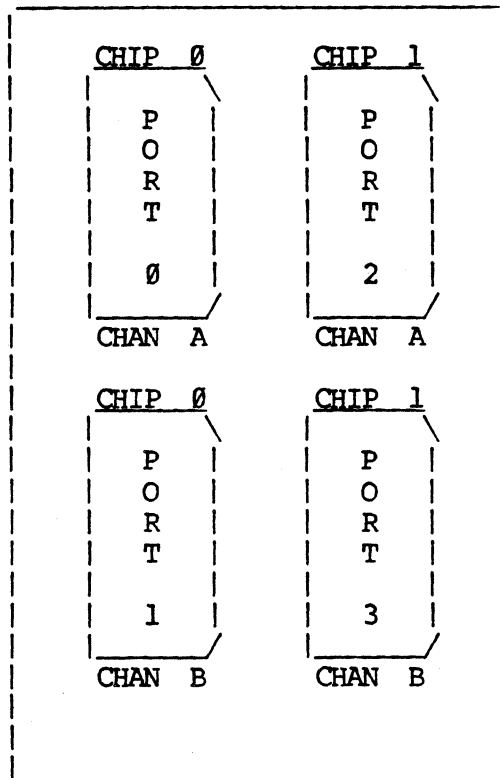 CHIP Ø CHIP 1
P P
O O
R R
T T
Ø 2
CHAN A CHAN A
CHIP Ø CHIP 1
P P
O O
R R
T T
1 3
CHAN B CHAN B